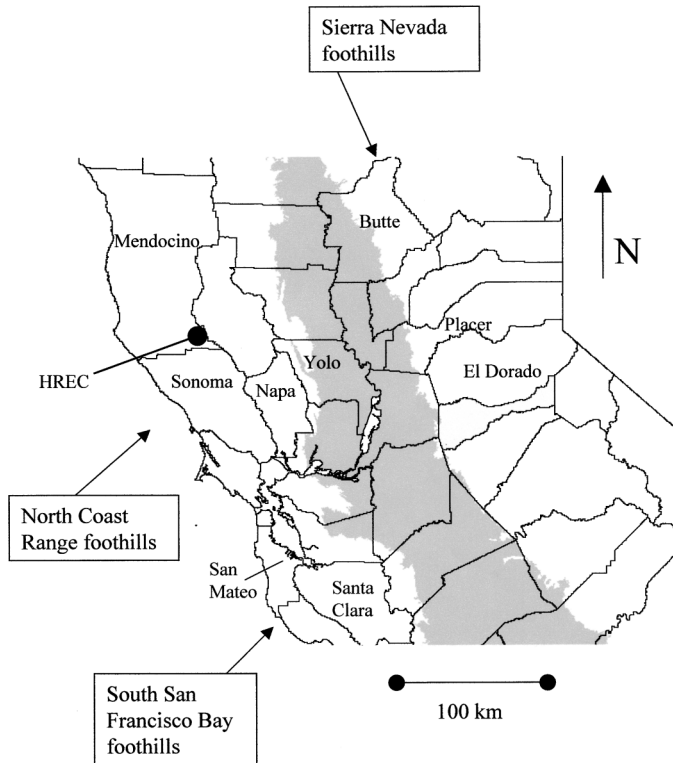 Sierra Nevada
foothills
Butte
Mendocino
N
Placer
HREC
Yolo
El Dorado
Sonoma
Napa
North Coast
Range foothills
San
Mateo
Santa
Clara
South San
Francisco Bay
foothills
100 km